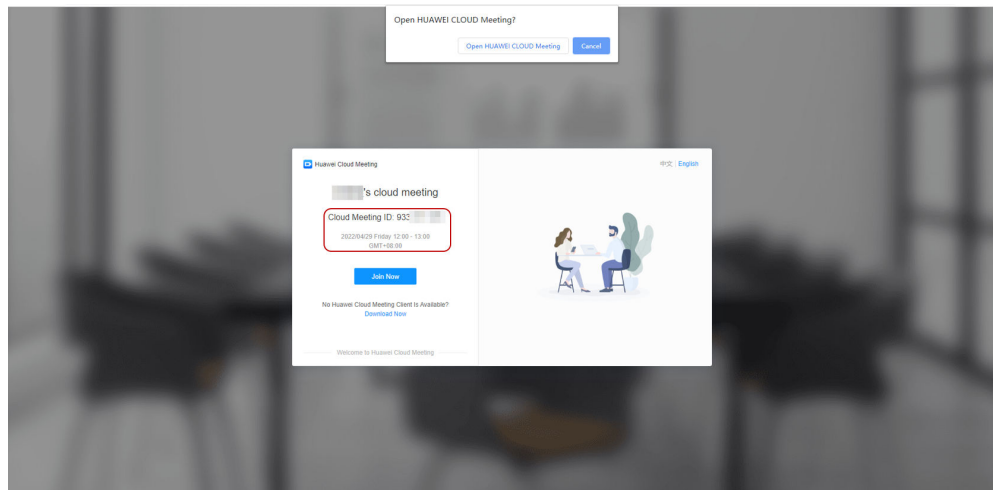 Open HUAWEI CLOUD Meeting?
Open HUAWEI CLOUD Meeting
Cancel
Huawei Cloud Meeting
中文 | English
's cloud meeting
Cloud Meeting ID: 933
2022/04/29 Friday 12:00 - 13:00
GMT+08:00
Join Now
No Huawei Cloud Meeting Client Is Available?
Download Now
Welcome to Huawei Cloud Meeting